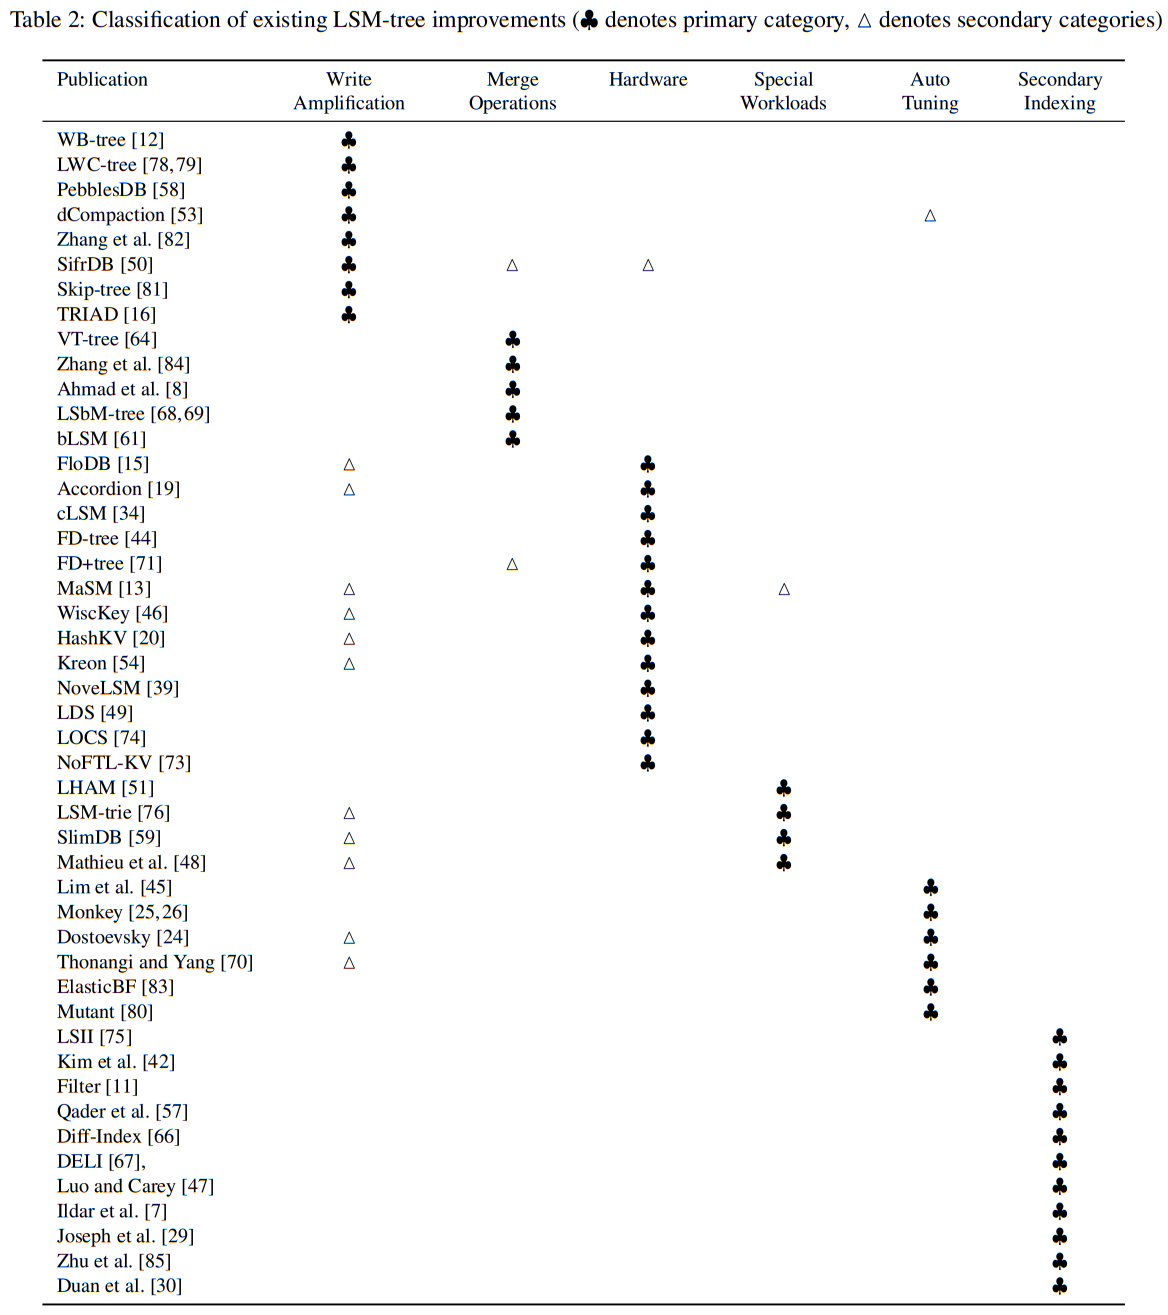 Table 2: Classification of existing LSM-tree improvements (♣ denotes primary category, △ denotes secondary categories)
Publication Write Amplification Merge Operations Hardware Special Workloads Auto Tuning Secondary Indexing
WB-tree [12] ♣
LWC-tree [78,79] ♣
PebblesDB [58] ♣
dCompaction [53] ♣ △
Zhang et al. [82] ♣
SifrDB [50] ♣ △ △
Skip-tree [81] ♣
TRIAD [16] ♣
VT-tree [64] ♣
Zhang et al. [84] ♣
Ahmad et al. [8] ♣
LSbM-tree [68,69] ♣
bLSM [61] ♣
FloDB [15] △ ♣
Accordion [19] △ ♣
cLSM [34] ♣
FD-tree [44] ♣
FD+tree [71] △ ♣
MaSM [13] △ ♣ △
WiscKey [46] △ ♣
HashKV [20] △ ♣
Kreon [54] △ ♣
NoveLSM [39] ♣
LDS [49] ♣
LOCS [74] ♣
NoFTL-KV [73] ♣
LHAM [51] ♣
LSM-trie [76] △ ♣
SlimDB [59] △ ♣
Mathieu et al. [48] △ ♣
Lim et al. [45] ♣
Monkey [25,26] ♣
Dostoevsky [24] △ ♣
Thonangi and Yang [70] △ ♣
ElasticBF [83] ♣
Mutant [80] ♣
LSII [75] ♣
Kim et al. [42] ♣
Filter [11] ♣
Qader et al. [57] ♣
Diff-Index [66] ♣
DELI [67], ♣
Luo and Carey [47] ♣
Ildar et al. [7] ♣
Joseph et al. [29] ♣
Zhu et al. [85] ♣
Duan et al. [30] ♣